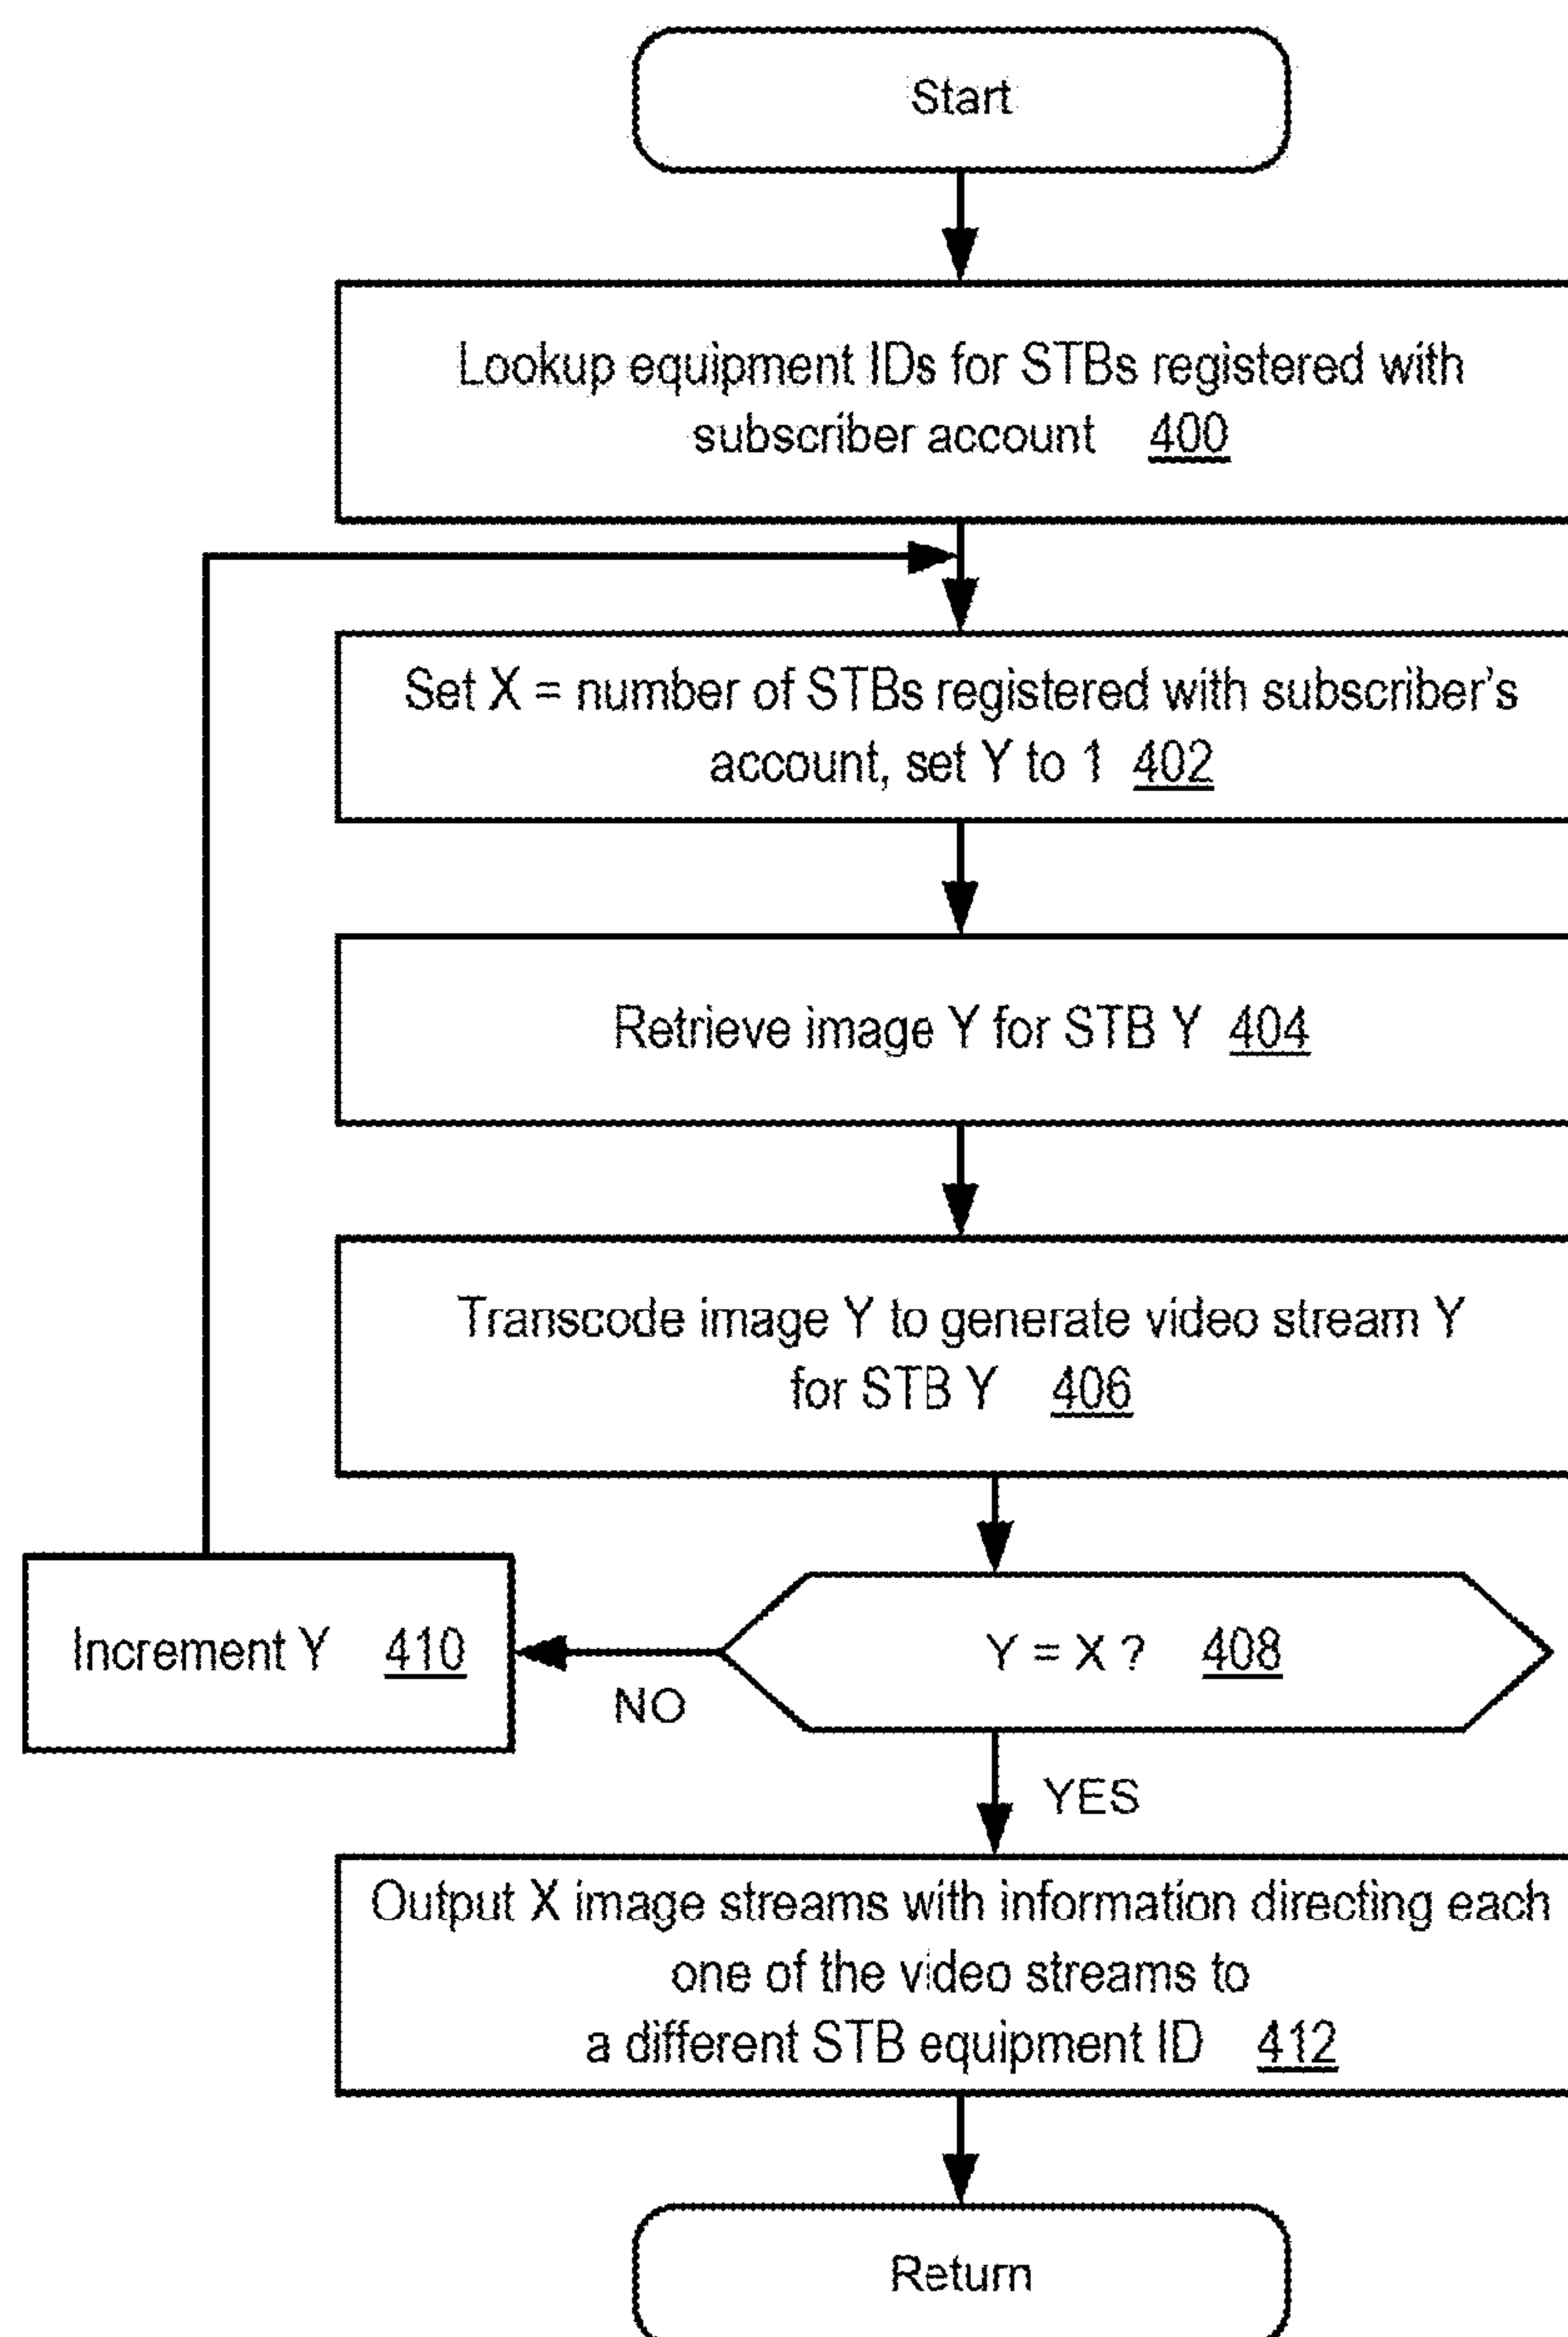 Start
Lookup equipment IDs for STBs registered with
subscriber account 400
Set X = number of STBs registered with subscriber's
account, set Y to 1 402
Retrieve image Y for STB Y 404
Transcode image Y to generate video stream Y
for STB Y 406
Y = X ? 408
NO
Increment Y 410
YES
Output X image streams with information directing each
one of the video streams to
a different STB equipment ID 412
Return